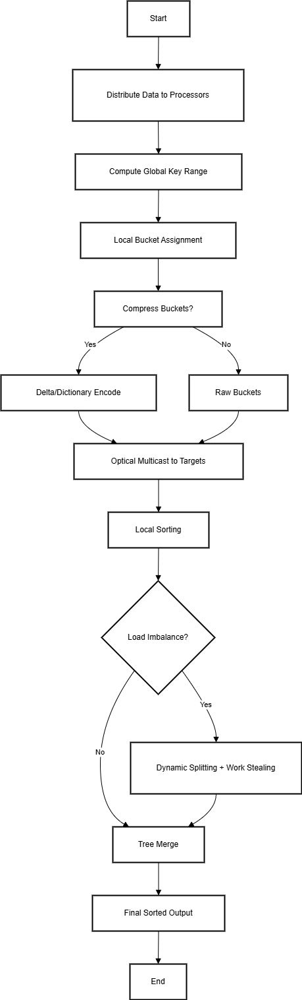 Start
Distribute Data to Processors
Compute Global Key Range
Local Bucket Assignment
Compress Buckets?
Yes
No
Delta/Dictionary Encode
Raw Buckets
Optical Multicast to Targets
Local Sorting
Load Imbalance?
Yes
No
Dynamic Splitting + Work Stealing
Tree Merge
Final Sorted Output
End